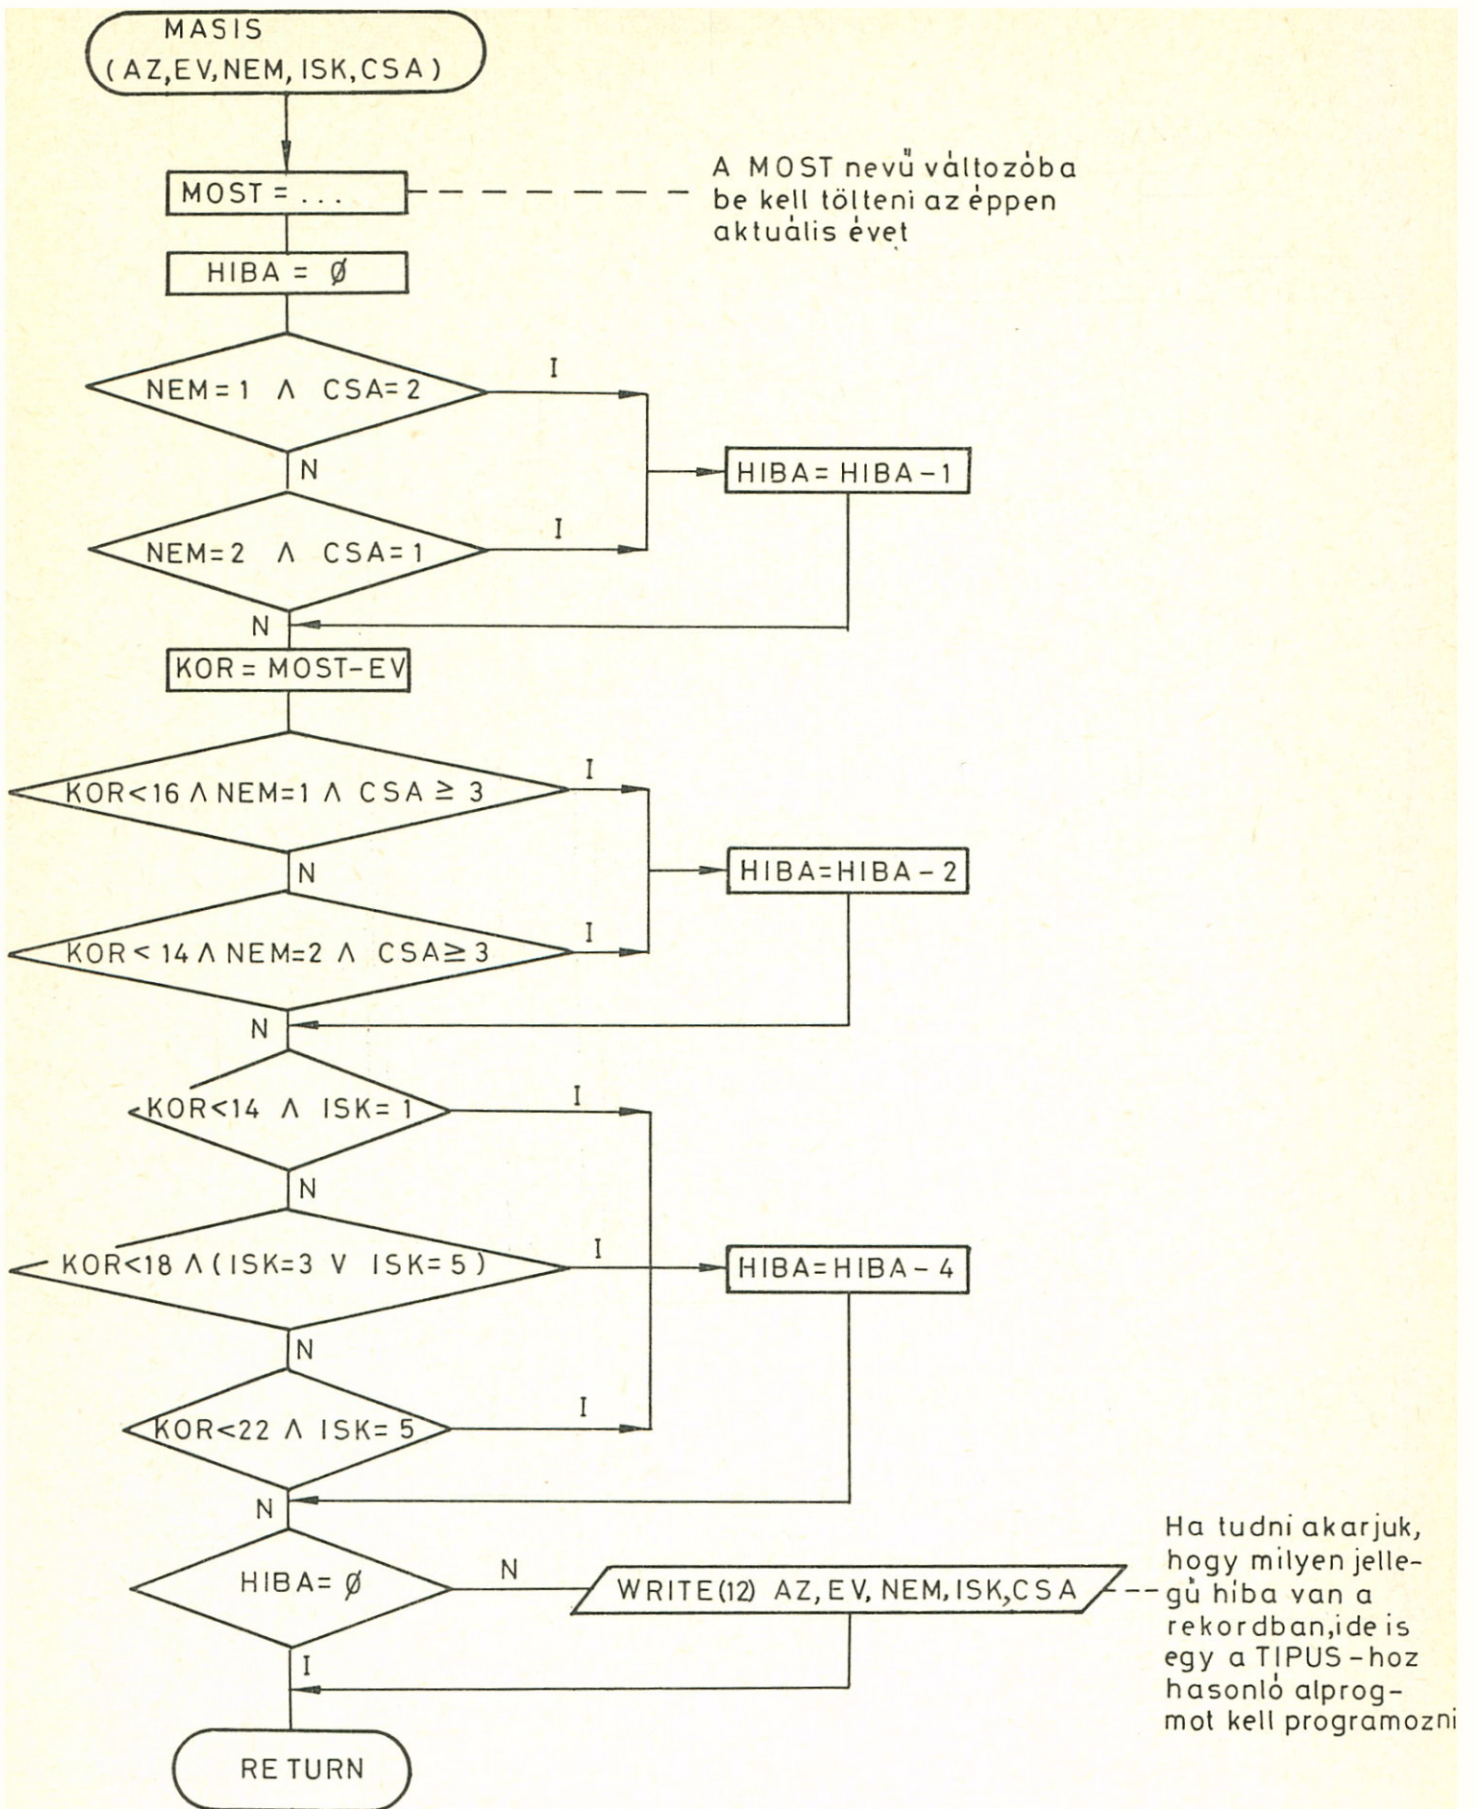 MASIS
(AZ,EV,NEM,ISK,CSA)
MOST=...
A MOST nevű változóba
be kell tölteni az éppen
aktuális évet
HIBA = Ø
NEM=1 Λ CSA=2
I
N
HIBA=HIBA-1
NEM=2 Λ CSA=1
I
N
KOR=MOST-EV
KOR<16 Λ NEM=1 Λ CSA ≥ 3
I
N
HIBA=HIBA-2
KOR<14 Λ NEM=2 Λ CSA≥3
I
N
KOR<14 Λ ISK=1
I
N
KOR<18 Λ (ISK=3 V ISK=5)
I
HIBA=HIBA-4
N
KOR<22 Λ ISK=5
I
N
HIBA=Ø
N
WRITE(12) AZ,EV,NEM,ISK,CSA
Ha tudni akarjuk,
hogy milyen jelle-
gű hiba van a
rekordban,ide is
egy a TIPUS-hoz
hasonló alprog-
mot kell programozni
I
RETURN